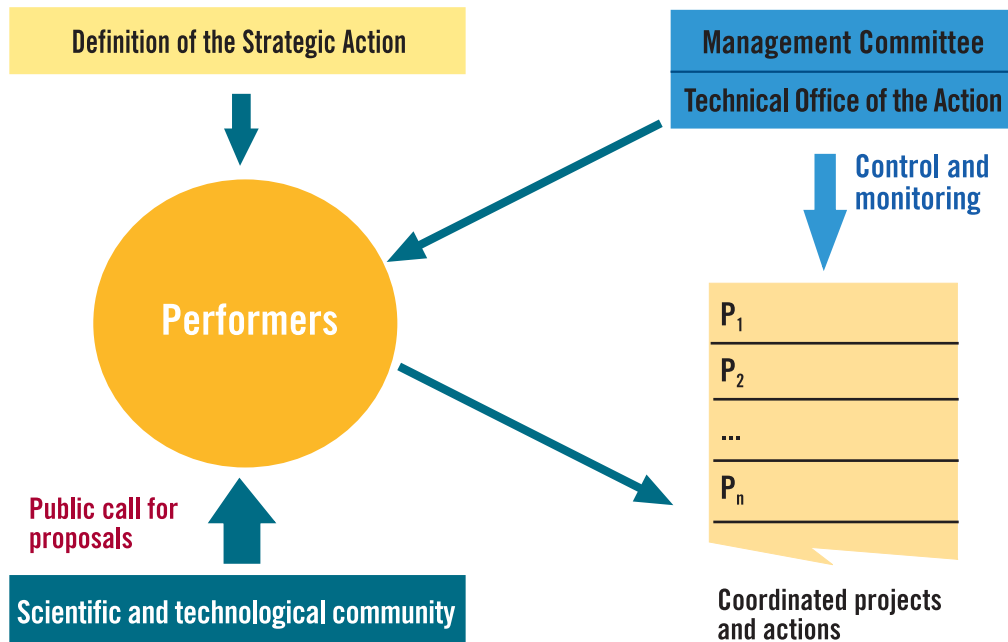 Definition of the Strategic Action
Management Committee
Technical Office of the Action
Control and
monitoring
Performers
P1
P2
...
Pn
Public call for
proposals
Scientific and technological community
Coordinated projects
and actions